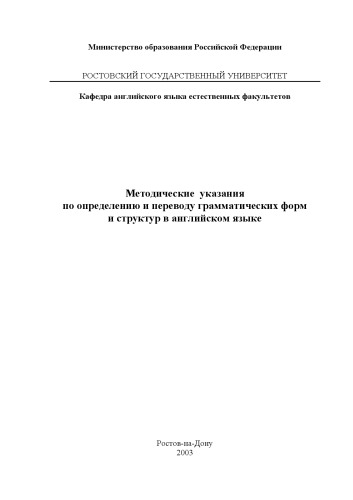 Министерство образования Российской Федерации
РОСТОВСКИЙ ГОСУДАРСТВЕННЫЙ УНИВЕРСИТЕТ
Кафедра английского языка естественных факультетов
Методические указания
по определению и переводу грамматических форм
и структур в английском языке
Ростов-на-Дону
2003